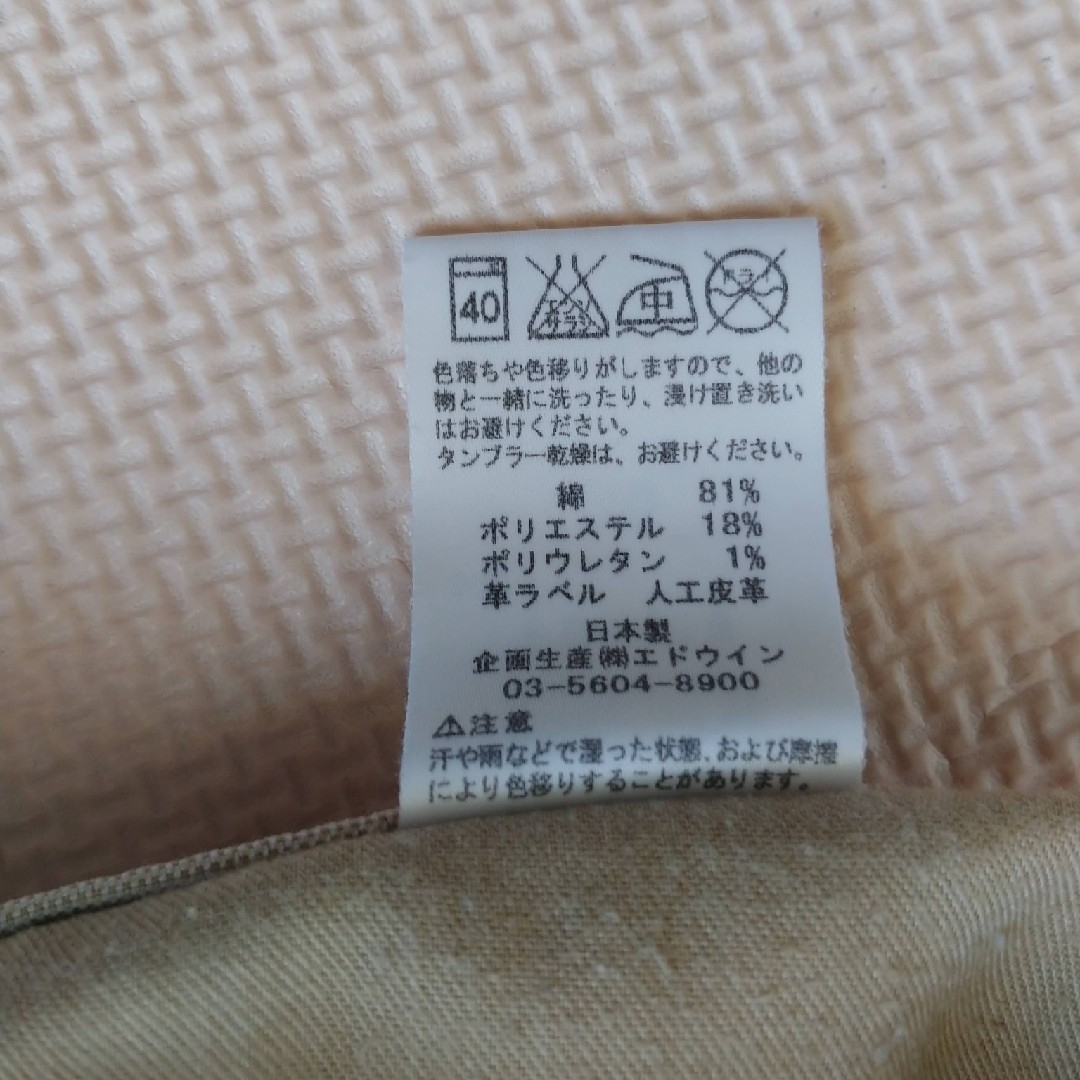 40 エンソ サラシ 中 ドライ
色落ちや色移りがしますので、他の
物と一緒に洗ったり、浸け置き洗い
はお避けください。
タンブラー乾燥は、お避けください。
綿 81%
ポリエステル 18%
ポリウレタン 1%
革ラベル 人工皮革
日本製
企画生産㈱エドウイン
03-5604-8900
⚠注意
汗や雨などで湿った状態、および摩擦
により色移りすることがあります。